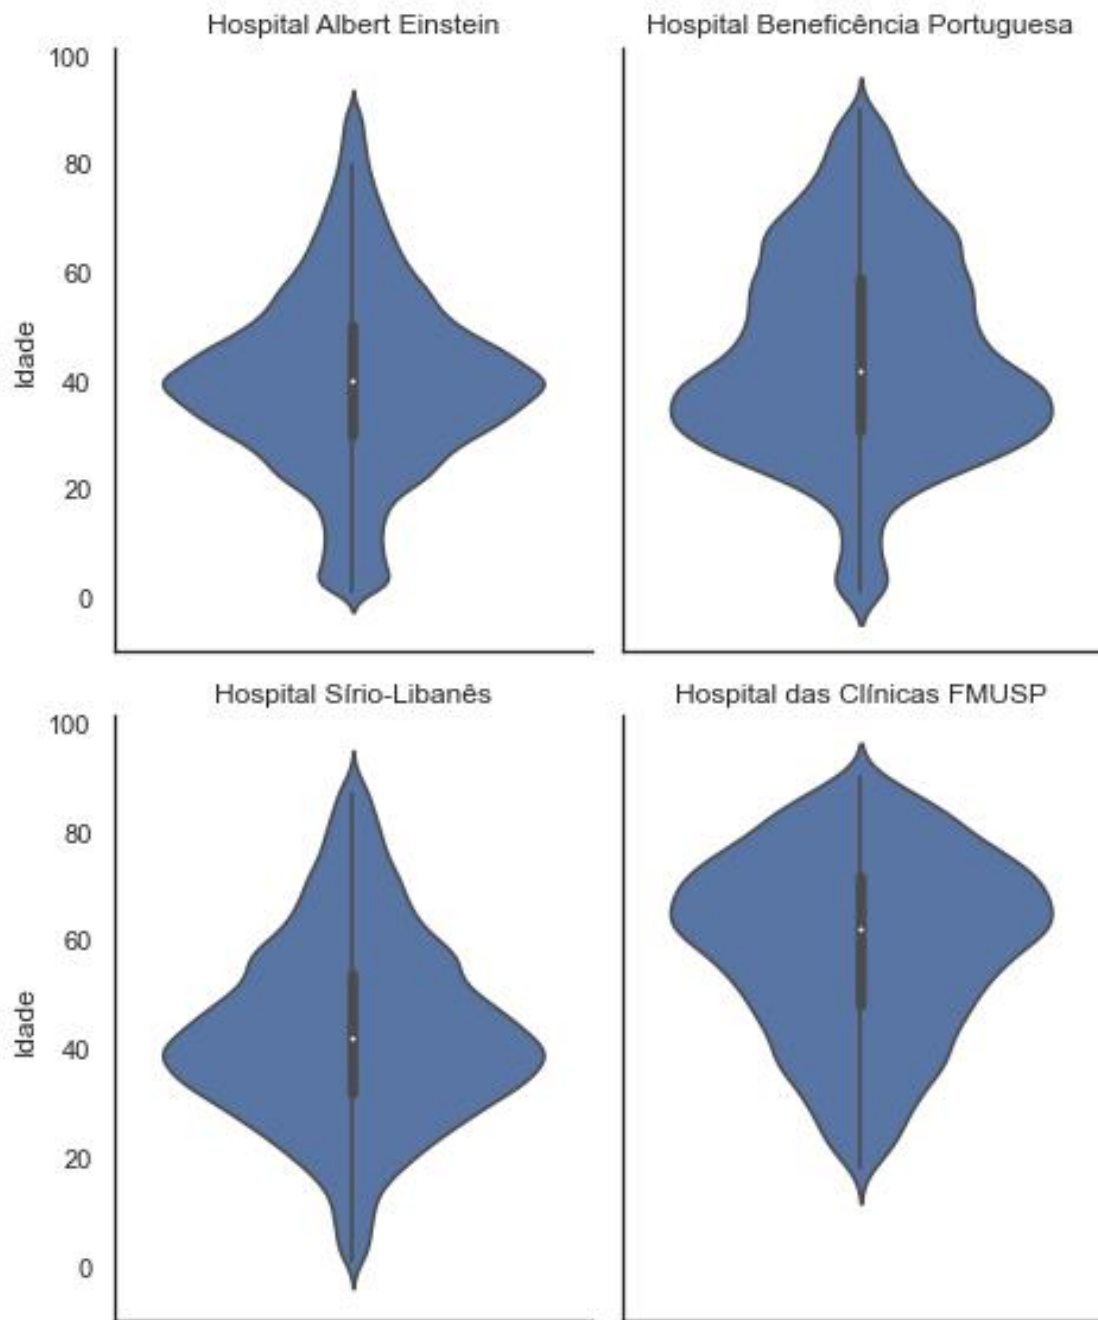 Hospital Albert Einstein
Hospital Beneficência Portuguesa
100
80
60
40
20
0
Idade
Hospital Sírio-Libanês
Hospital das Clínicas FMUSP
100
80
60
40
20
0
Idade